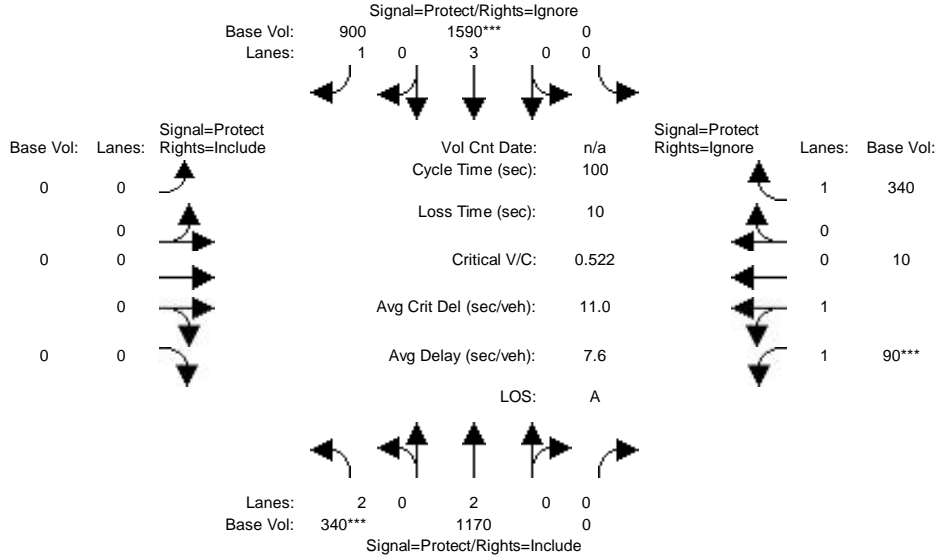 Signal=Protect/Rights=Ignore
Base Vol: 900 1590*** 0
Lanes: 1 0 3 0 0
Signal=Protect
Base Vol: Lanes: Rights=Include
Vol Cnt Date: n/a
Signal=Protect
Rights=Ignore Lanes: Base Vol:
Cycle Time (sec): 100
0 0
1 340
Loss Time (sec): 10
0
0
0 0
Critical V/C: 0.522
0 10
0
Avg Crit Del (sec/veh): 11.0
1
0 0
Avg Delay (sec/veh): 7.6
1 90***
LOS: A
Lanes: 2 0 2 0 0
Base Vol: 340*** 1170 0
Signal=Protect/Rights=Include